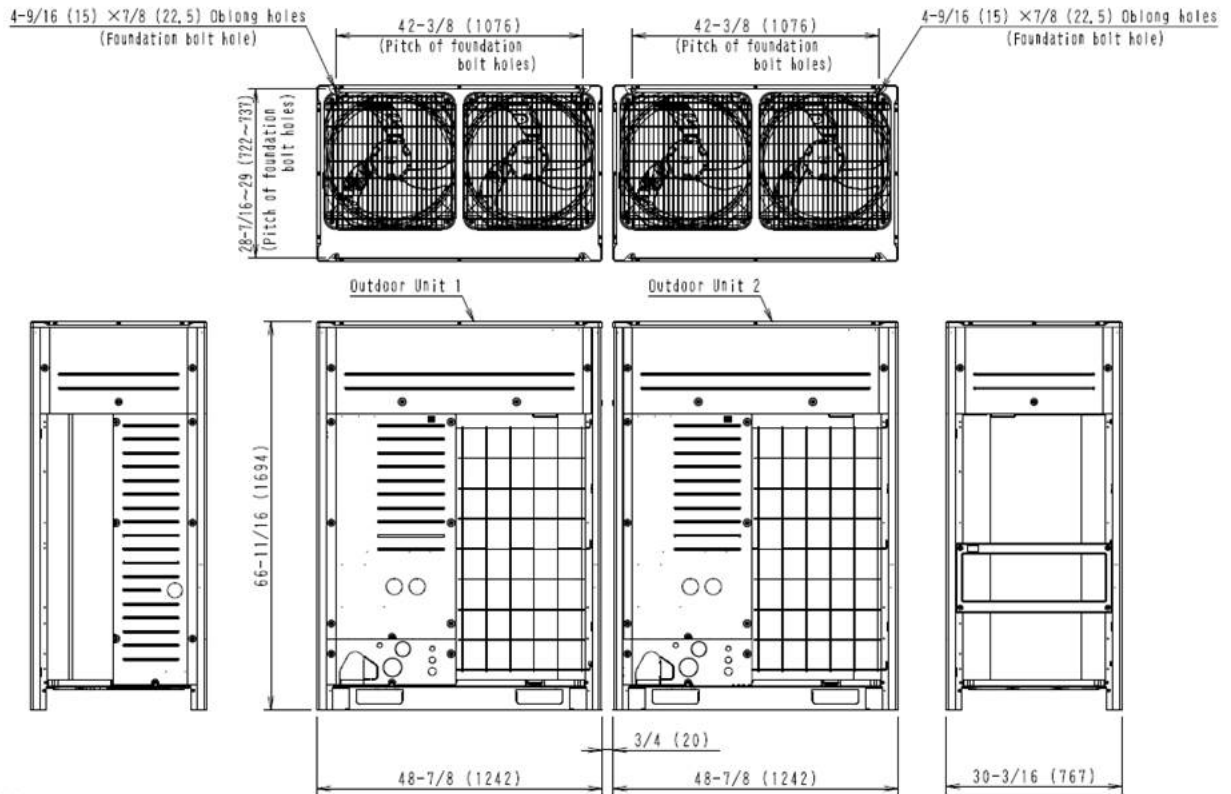 4-9/16 (15) ×7/8 (22.5) Oblong holes
(Foundation bolt hole)
42-3/8 (1076)
(Pitch of foundation
bolt holes)
42-3/8 (1076)
(Pitch of foundation
bolt holes)
4-9/16 (15) ×7/8 (22.5) Oblong holes
(Foundation bolt hole)
28-7/16~29 (722~737)
(Pitch of foundation
bolt holes)
Outdoor Unit 1
Outdoor Unit 2
66-11/16 (1694)
3/4 (20)
48-7/8 (1242)
48-7/8 (1242)
30-3/16 (767)